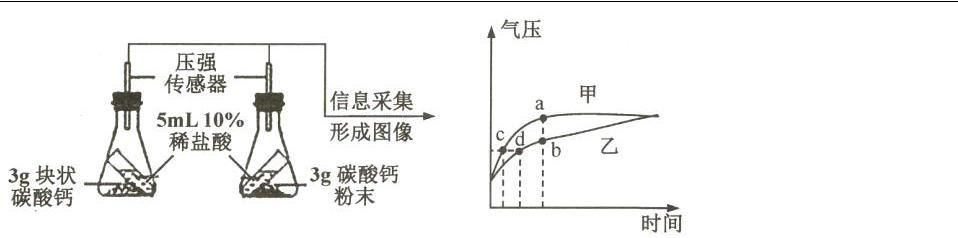 压强
传感器
5mL 10%
稀盐酸
3g 块状
碳酸钙
3g 碳酸钙
粉末
信息采集
形成图像
气压
甲
a
c
d
b
乙
时间